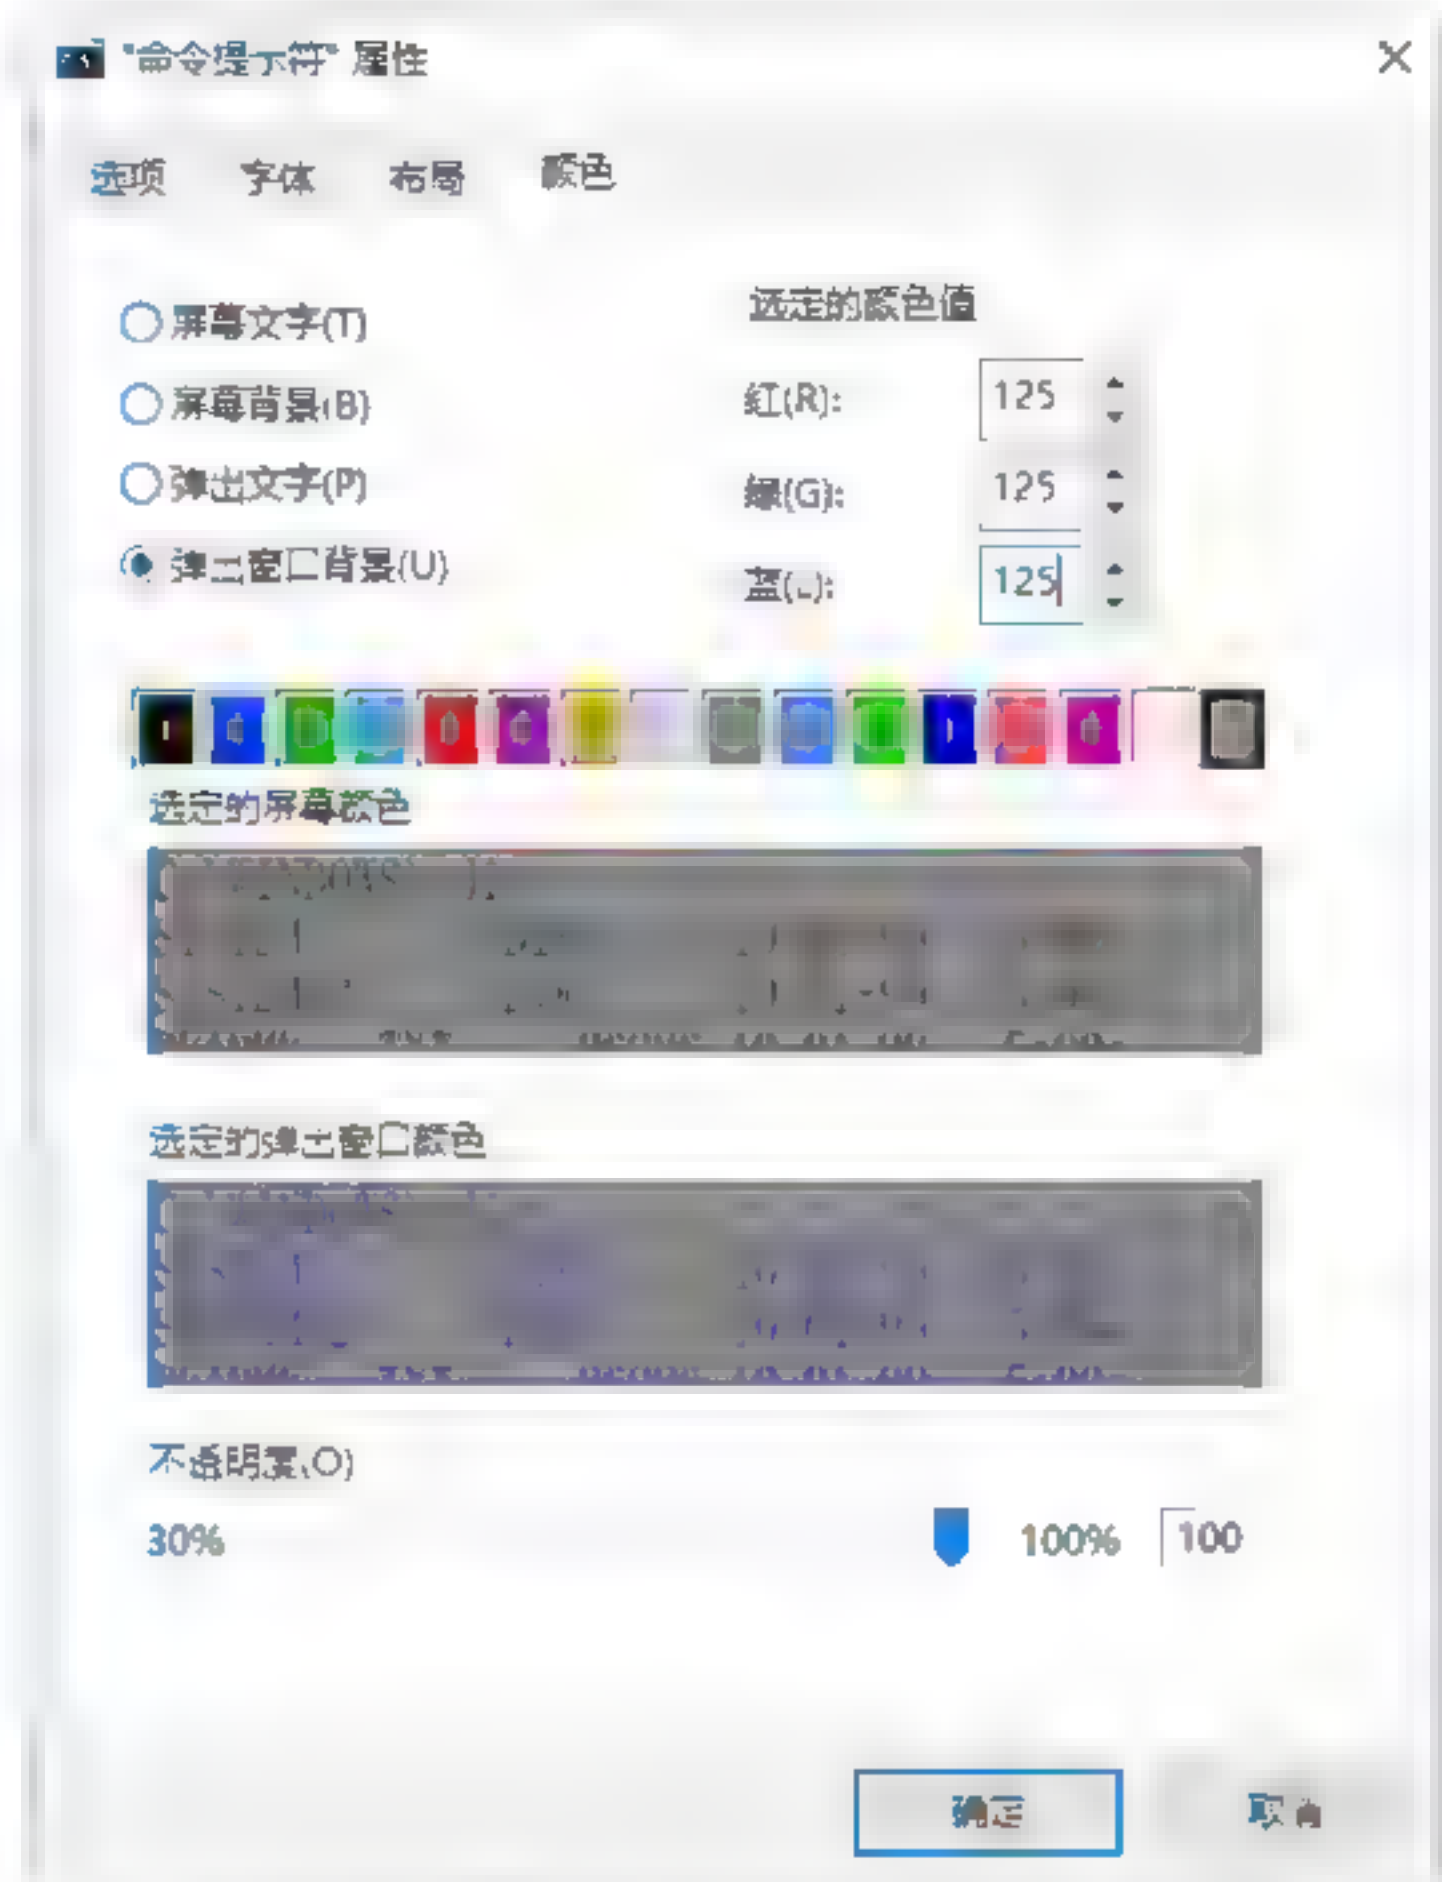 "命令提示符" 属性
选项 字体 布局 颜色
屏幕文字(T)
屏幕背景(B)
弹出文字(P)
弹出窗口背景(U)
选定的颜色值
红(R): 125
绿(G): 125
蓝(L): 125
选定的屏幕颜色
选定的弹出窗口颜色
不透明度(O)
30% 100% 100
确定 取消